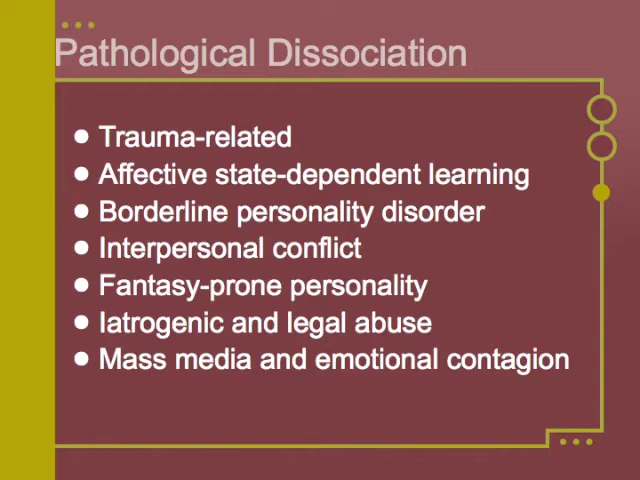 Pathological Dissociation
● Trauma-related
● Affective state-dependent learning
● Borderline personality disorder
● Interpersonal conflict
● Fantasy-prone personality
● Iatrogenic and legal abuse
● Mass media and emotional contagion